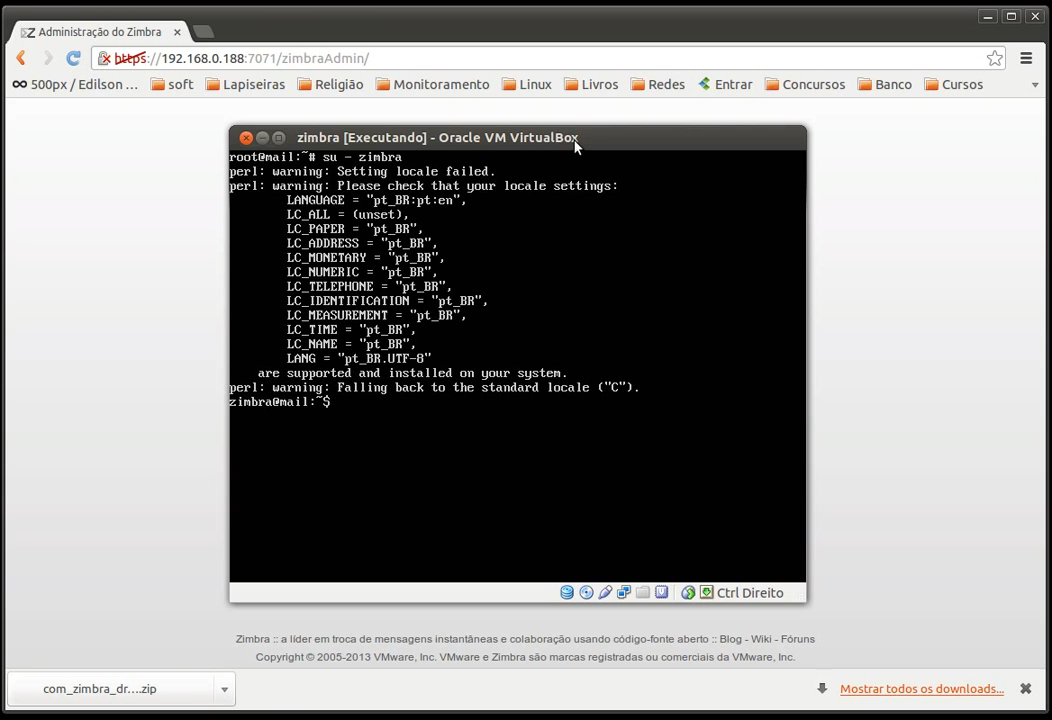 Administração do Zimbra
https://192.168.0.188:7071/zimbraAdmin/
500px / Edilson ... soft Lapiseiras Religião Monitoramento Linux Livros Redes Entrar Concursos Banco Cursos
zimbra [Executando] - Oracle VM VirtualBox
root@mail:~# su - zimbra
perl: warning: Setting locale failed.
perl: warning: Please check that your locale settings:
LANGUAGE = "pt_BR:pt:en",
LC_ALL = (unset),
LC_PAPER = "pt_BR",
LC_ADDRESS = "pt_BR",
LC_MONETARY = "pt_BR",
LC_NUMERIC = "pt_BR",
LC_TELEPHONE = "pt_BR",
LC_IDENTIFICATION = "pt_BR",
LC_MEASUREMENT = "pt_BR",
LC_TIME = "pt_BR",
LC_NAME = "pt_BR",
LANG = "pt_BR.UTF-8"
are supported and installed on your system.
perl: warning: Falling back to the standard locale ("C").
zimbra@mail:~$
Ctrl Direito
Zimbra :: a líder em troca de mensagens instantâneas e colaboração usando código-fonte aberto :: Blog - Wiki - Fóruns
Copyright © 2005-2013 VMware, Inc. VMware e Zimbra são marcas registradas ou comerciais da VMware, Inc.
com_zimbra_dr....zip
Mostrar todos os downloads...